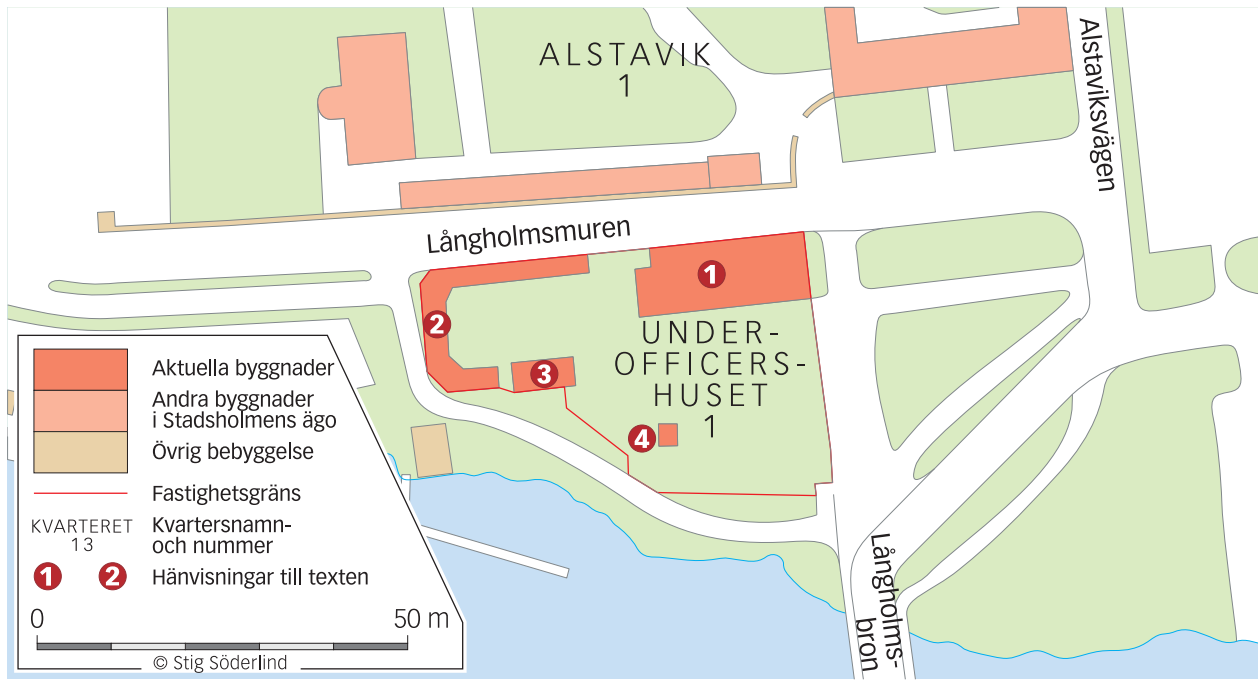 ALSTAVIK
1
Alstaviksvägen
Långholmsmuren
1
2
3
4
UNDER-
OFFICERS-
HUSET
1
Långholms-
bron
Aktuella byggnader
Andra byggnader
i Stadsholmens ägo
Övrig bebyggelse
Fastighetsgräns
KVARTERET
13
Kvartersnamn-
och nummer
1 2 Hänvisningar till texten
0 50 m
© Stig Söderlind